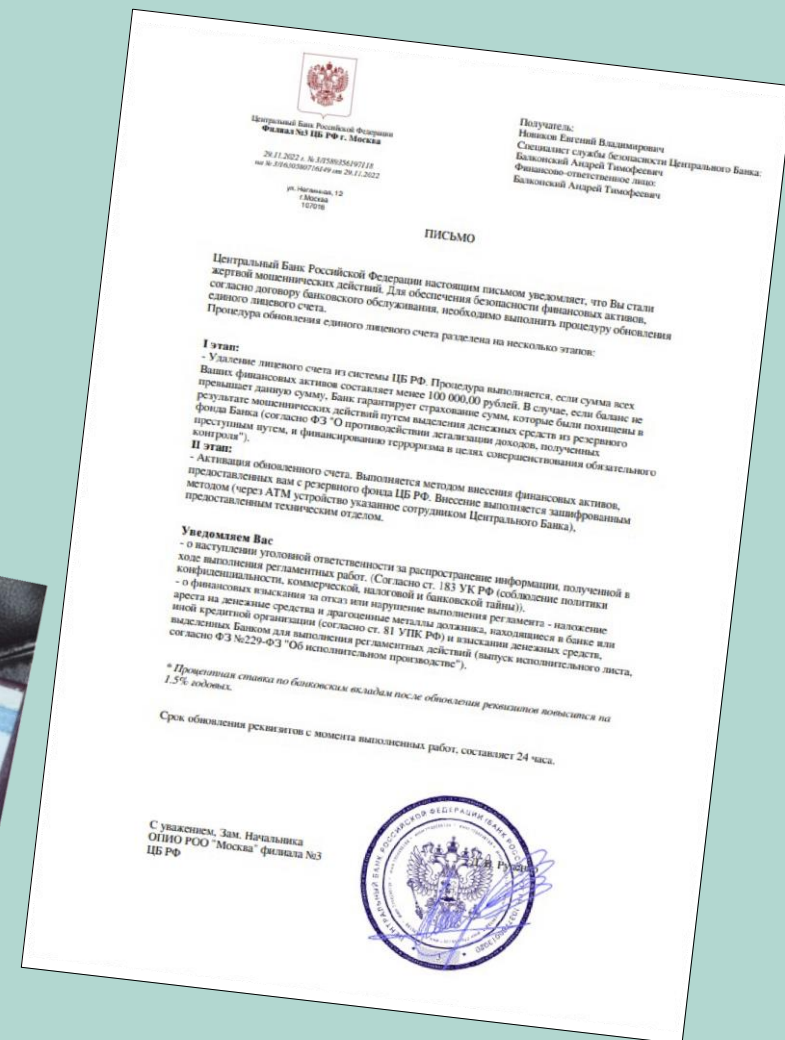 Центральный Банк Российской Федерации
Филиал №3 ЦБ РФ г. Москва
29.11.2022 г. № 3/
от 29.11.2022
ул. Неглинная, 12
г.Москва
107016
Получатель:
Новиков Евгений Владимирович
Специалист службы безопасности Центрального Банка:
Балконский Андрей Тимофеевич
Финансово-ответственное лицо:
Балконский Андрей Тимофеевич
ПИСЬМО
Центральный Банк Российской Федерации настоящим письмом уведомляет, что Вы стали
жертвой мошеннических действий. Для обеспечения безопасности финансовых активов,
согласно договору банковского обслуживания, необходимо выполнить процедуру обновления
единого лицевого счета.
Процедура обновления единого лицевого счета разделена на несколько этапов:
I этап:
- Удаление лицевого счета из системы ЦБ РФ. Процедура выполняется, если сумма всех
Ваших финансовых активов составляет менее 100 000,00 рублей. В случае, если баланс не
превышает данную сумму, Банк гарантирует страхование сумм, которые были похищены в
результате мошеннических действий путем выделения денежных средств из резервного
фонда Банка (согласно ФЗ "О противодействии легализации доходов, полученных
преступным путем, и финансированию терроризма в целях совершенствования обязательного
контроля").
II этап:
- Активация обновленного счета. Выполняется методом внесения финансовых активов,
предоставленных вам с резервного фонда ЦБ РФ. Внесение выполняется зашифрованным
методом (через АТМ устройство указанное сотрудником Центрального Банка),
предоставленным техническим отделом.
Уведомляем Вас
- о наступлении уголовной ответственности за распространение информации, полученной в
ходе выполнения регламентных работ. (Согласно ст. 183 УК РФ (соблюдение политики
конфиденциальности, коммерческой, налоговой и банковской тайны)).
- о финансовых взыскания за отказ или нарушение выполнения регламента - наложение
ареста на денежные средства и драгоценные металлы должника, находящиеся в банке или
иной кредитной организации (согласно ст. 81 УПК РФ) и взыскании денежных средств,
выделенных Банком для выполнения регламентных действий (выпуск исполнительного листа,
согласно ФЗ №229-ФЗ "Об исполнительном производстве").
* Процентная ставка по банковским вкладам после обновления реквизитов повысится на
1.5% годовых.
Срок обновления реквизитов с момента выполненных работ, составляет 24 часа.
С уважением, Зам. Начальника
ОПИО РОО "Москва" филиала №3
ЦБ РФ